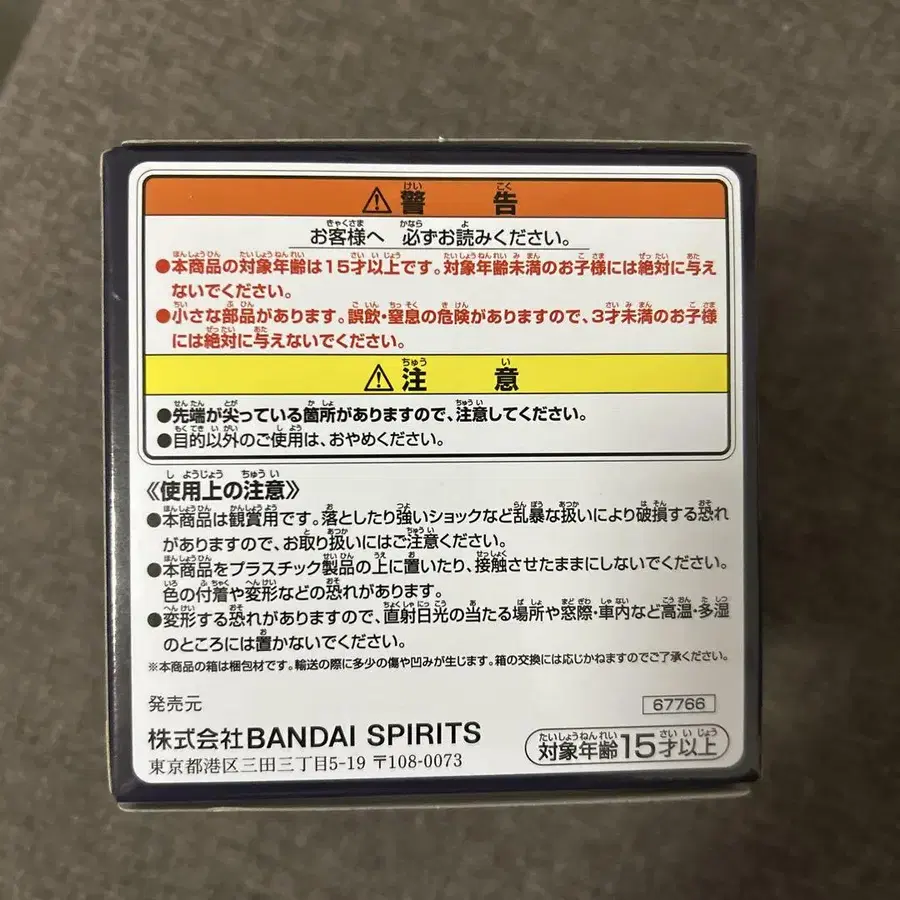 ⚠警告
お客様へ 必ずお読みください。
●本商品の対象年齢は15才以上です。対象年齢未満のお子様には絶対に与え
ないでください。
●小さな部品があります。誤飲・窒息の危険がありますので、3才未満のお子様
には絶対に与えないでください。
⚠注意
●先端が尖っている箇所がありますので、注意してください。
●目的以外のご使用は、おやめください。
《使用上の注意》
●本商品は観賞用です。落としたり強いショックなど乱暴な扱いにより破損する恐れ
がありますので、お取り扱いにはご注意ください。
●本商品をプラスチック製品の上に置いたり、接触させたままにしないでください。
色の付着や変形などの恐れがあります。
●変形する恐れがありますので、直射日光の当たる場所や窓際・車内など高温・多湿
のところには置かないでください。
※本商品の箱は梱包材です。輸送の際に多少の傷や凹みが生じます。箱の交換には応じかねますのでご了承ください。
発売元
67766
株式会社BANDAI SPIRITS
東京都港区三田三丁目5-19 〒108-0073
対象年齢15才以上